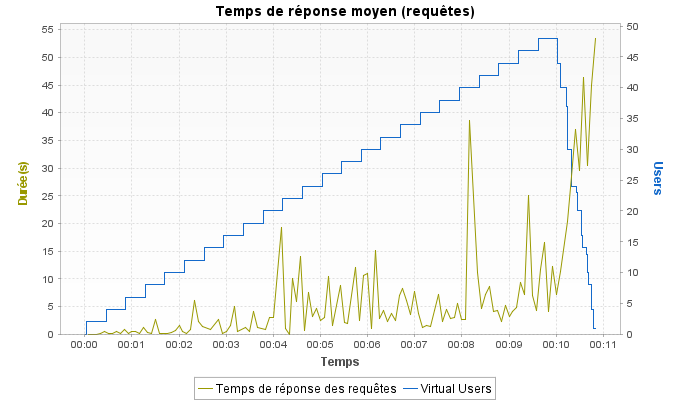 Temps de réponse moyen (requêtes)
55 50 45 40 35 30 25 20 15 10 5 0
Durée (s)
50 45 40 35 30 25 20 15 10 5 0
Users
00:00 00:01 00:02 00:03 00:04 00:05 00:06 00:07 00:08 00:09 00:10 00:11
Temps
Temps de réponse des requêtes Virtual Users